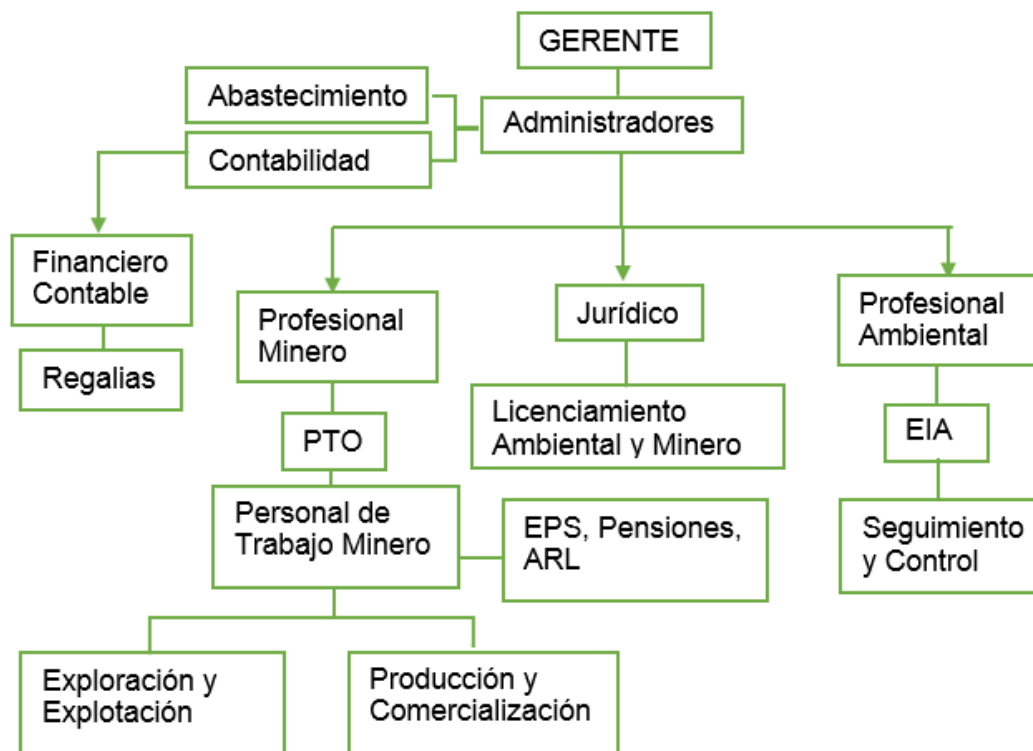 GERENTE
Abastecimiento
Administradores
Contabilidad
Financiero
Contable
Regalias
Profesional
Minero
PTO
Personal de
Trabajo Minero
EPS, Pensiones,
ARL
Exploración y
Explotación
Producción y
Comercialización
Jurídico
Licenciamiento
Ambiental y Minero
Profesional
Ambiental
EIA
Seguimiento
y Control